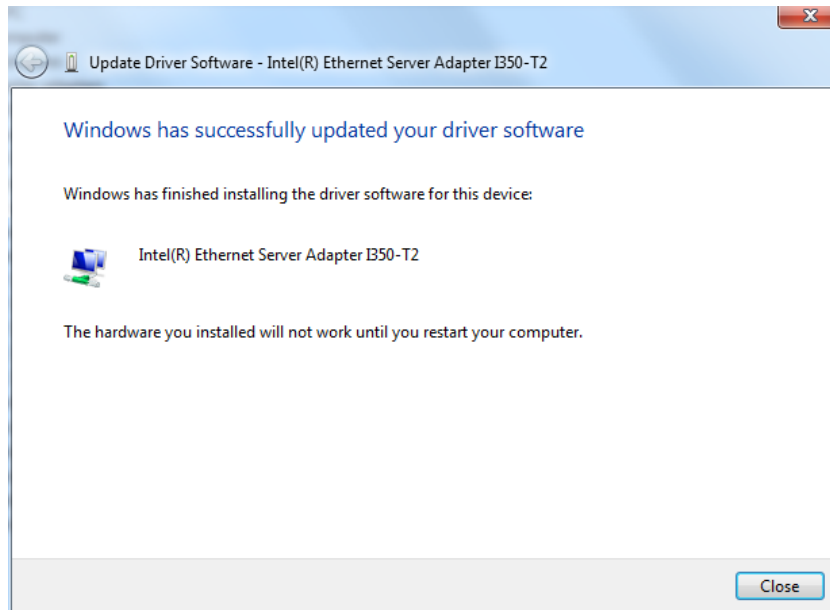 Update Driver Software - Intel(R) Ethernet Server Adapter I350-T2
Windows has successfully updated your driver software
Windows has finished installing the driver software for this device:
Intel(R) Ethernet Server Adapter I350-T2
The hardware you installed will not work until you restart your computer.
Close